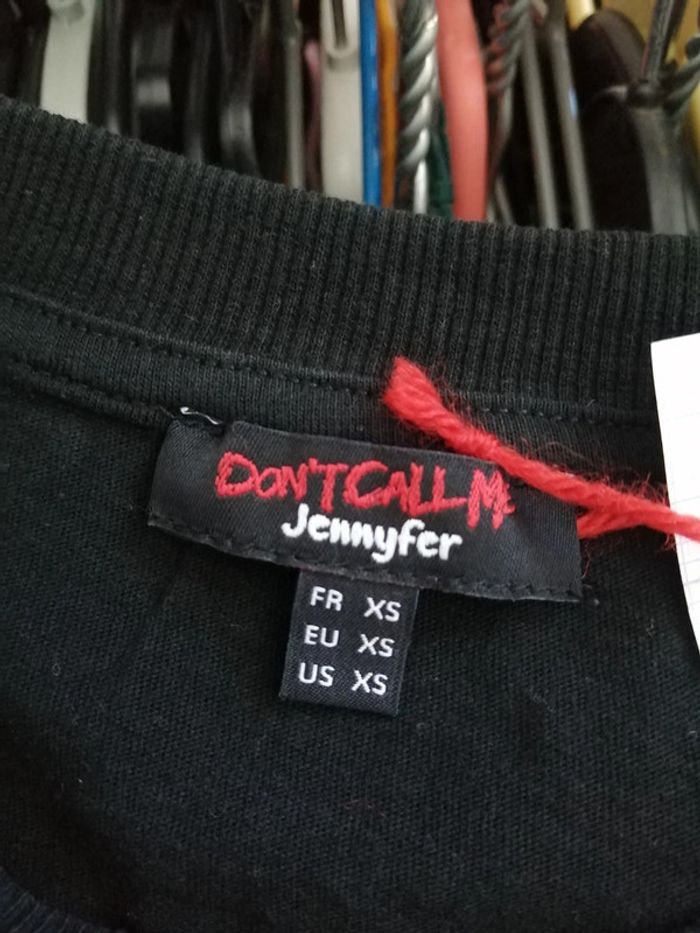 DON'T CALL M
Jennyfer
FR XS
EU XS
US XS